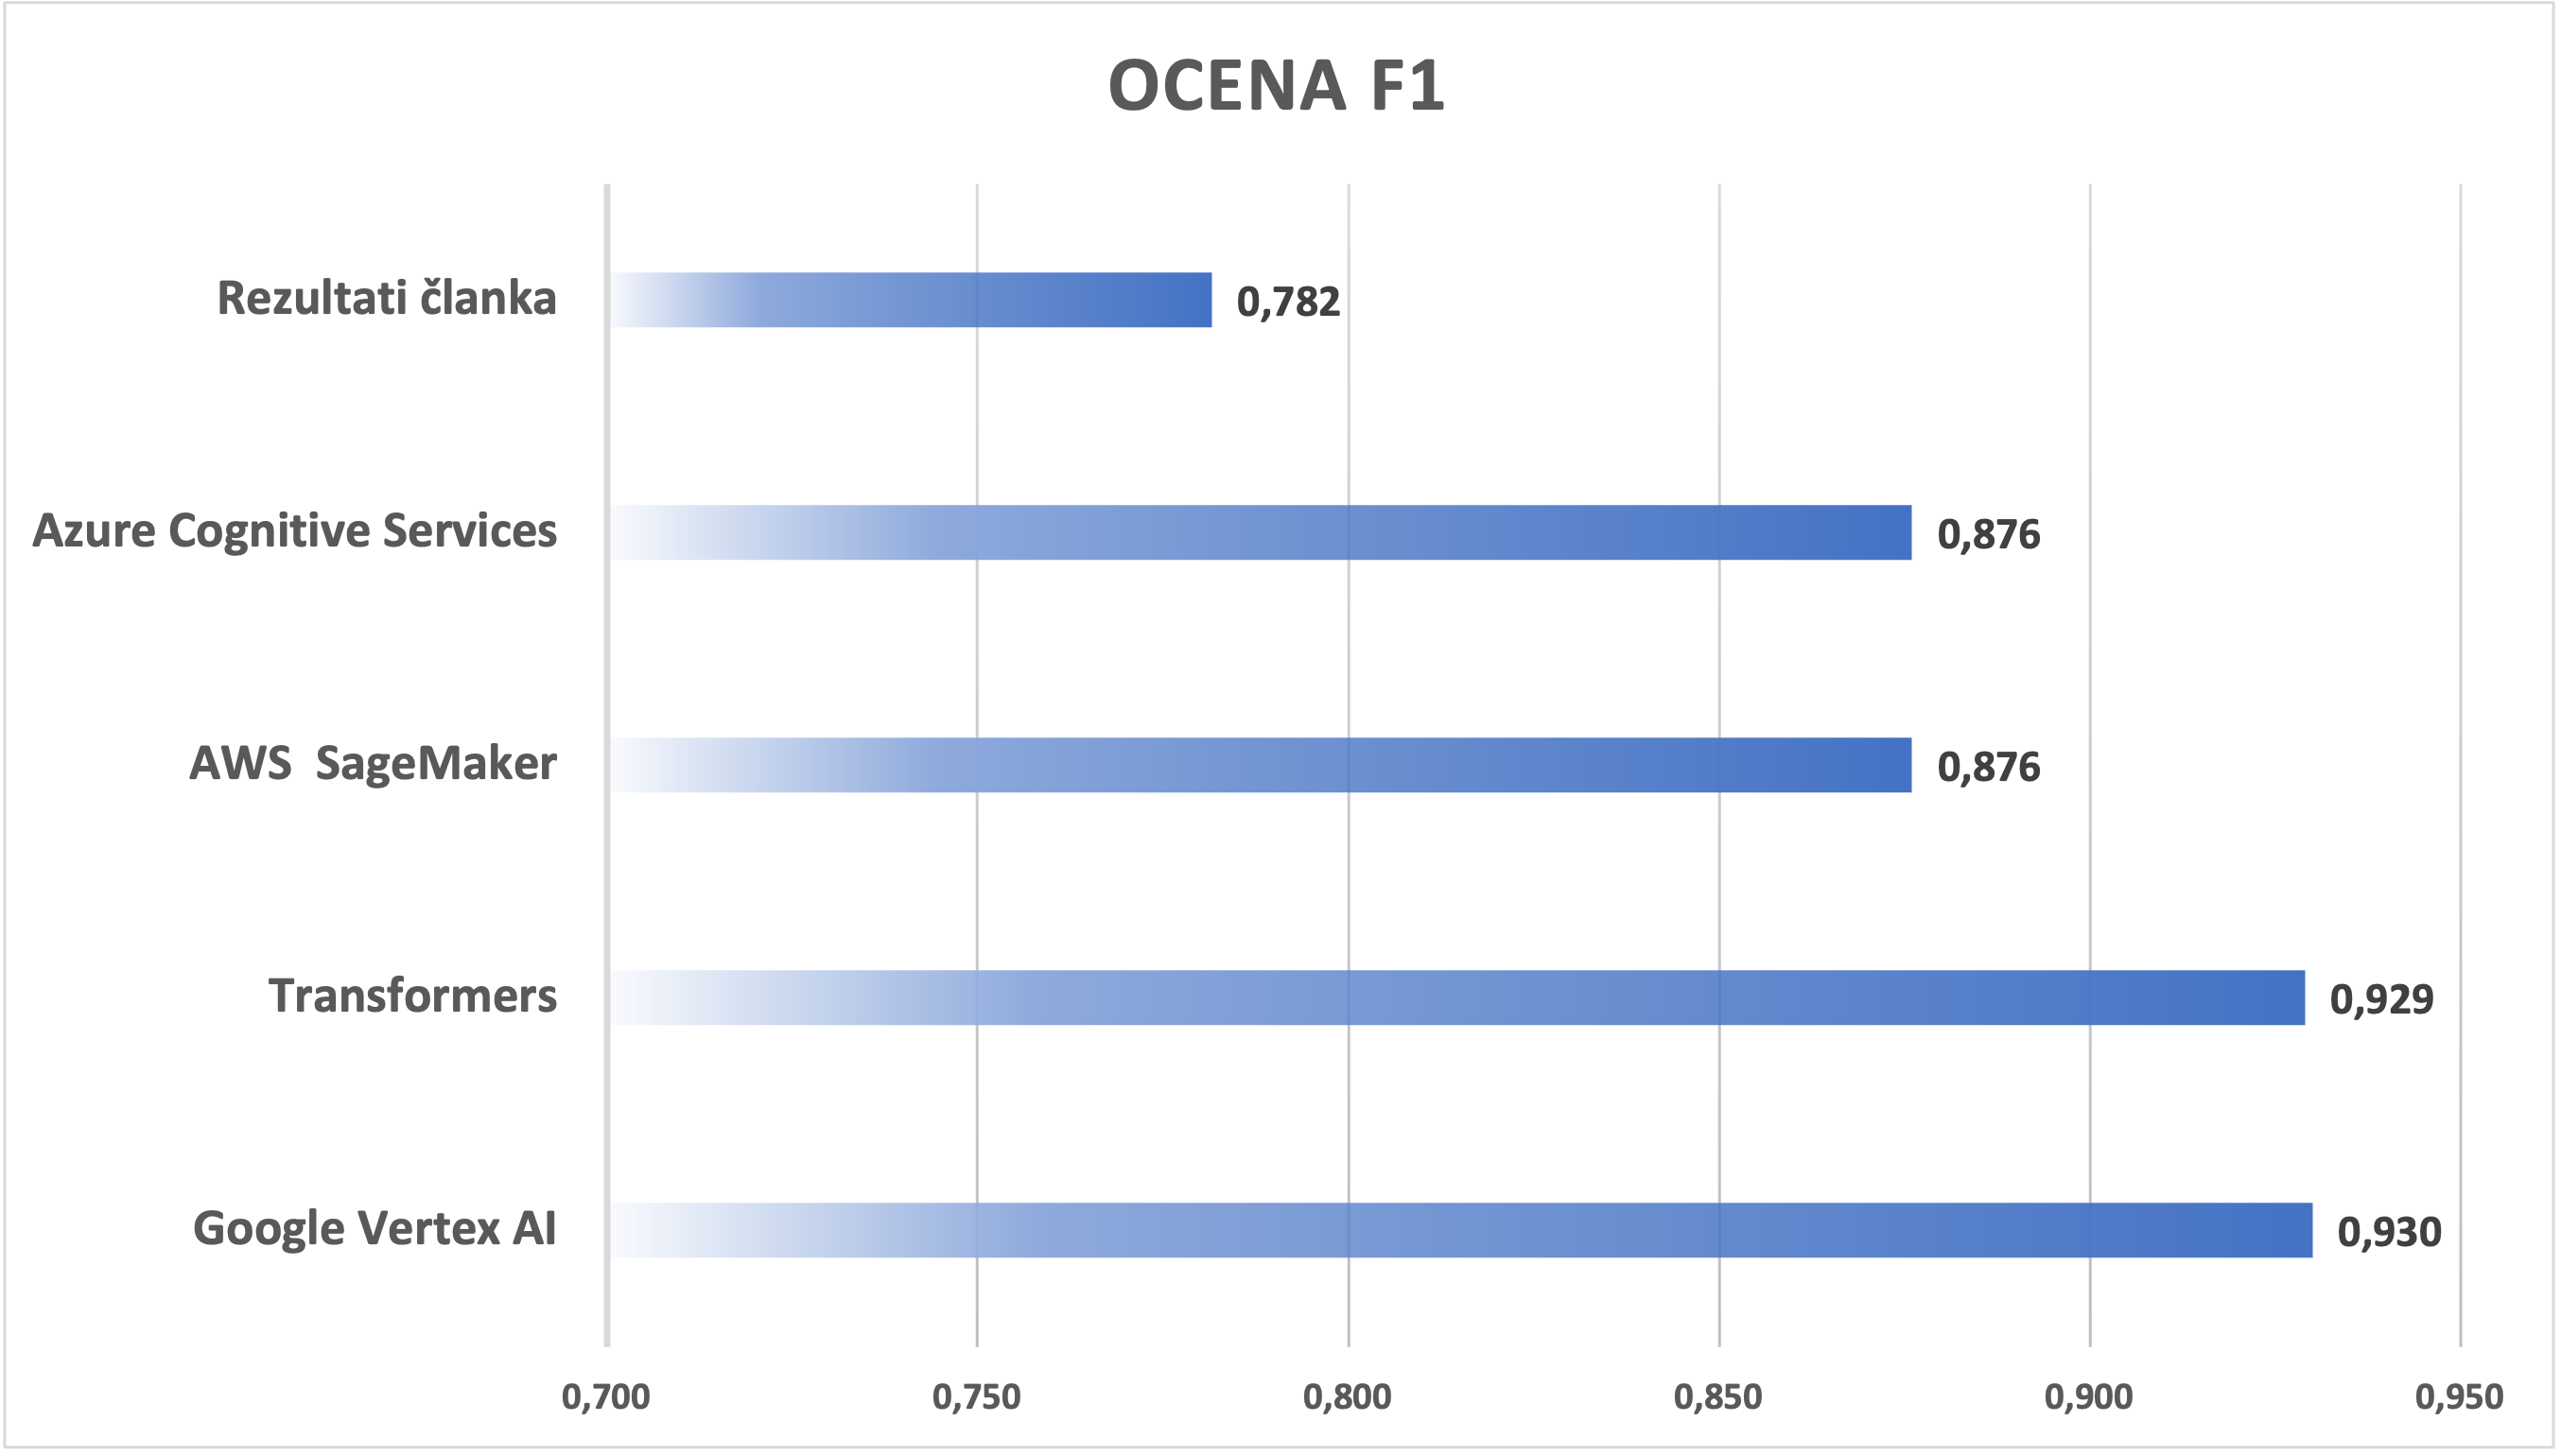 OCENA F1
Rezultati članka
0,782
Azure Cognitive Services
0,876
AWS  SageMaker
0,876
Transformers
0,929
Google Vertex AI
0,930
0,700
0,750
0,800
0,850
0,900
0,950